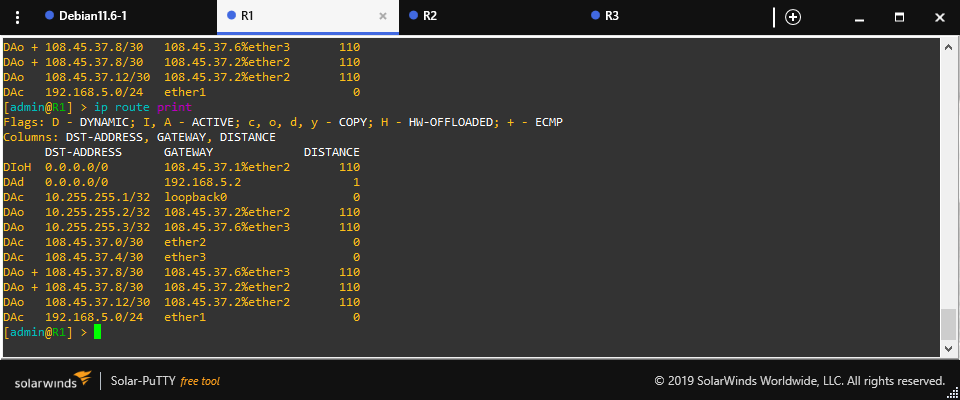 Debian11.6-1 R1 × R2 R3
DAo + 108.45.37.8/30 108.45.37.6%ether3 110
DAo + 108.45.37.8/30 108.45.37.2%ether2 110
DAo 108.45.37.12/30 108.45.37.2%ether2 110
DAc 192.168.5.0/24 ether1 0
[admin@R1] > ip route print
Flags: D - DYNAMIC; I, A - ACTIVE; c, o, d, y - COPY; H - HW-OFFLOADED; + - ECMP
Columns: DST-ADDRESS, GATEWAY, DISTANCE
DST-ADDRESS GATEWAY DISTANCE
DIoH 0.0.0.0/0 108.45.37.1%ether2 110
DAd 0.0.0.0/0 192.168.5.2 1
DAc 10.255.255.1/32 loopback0 0
DAo 10.255.255.2/32 108.45.37.2%ether2 110
DAo 10.255.255.3/32 108.45.37.6%ether3 110
DAc 108.45.37.0/30 ether2 0
DAc 108.45.37.4/30 ether3 0
DAo + 108.45.37.8/30 108.45.37.6%ether3 110
DAo + 108.45.37.8/30 108.45.37.2%ether2 110
DAo 108.45.37.12/30 108.45.37.2%ether2 110
DAc 192.168.5.0/24 ether1 0
[admin@R1] >
solarwinds Solar-PuTTY free tool © 2019 SolarWinds Worldwide, LLC. All rights reserved.